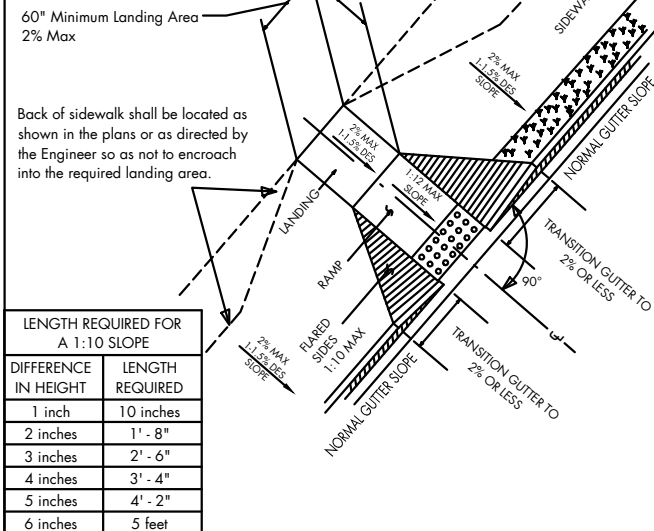 60" Minimum Landing Area
2% Max
Back of sidewalk shall be located as
shown in the plans or as directed by
the Engineer so as not to encroach
into the required landing area.
2% MAX
1-1.5% DES
SLOPE
NORMAL GUTTER SLOPE
2% MAX
1-1.5% DES
SLOPE
1:12 MAX
SLOPE
LANDING
RAMP
FLARED
SIDES
1:10 MAX
90°
TRANSITION GUTTER TO
2% OR LESS
TRANSITION GUTTER TO
2% OR LESS
2% MAX
1-1.5% DES
SLOPE
NORMAL GUTTER SLOPE
LENGTH REQUIRED FOR
A 1:10 SLOPE
DIFFERENCE
IN HEIGHT
LENGTH
REQUIRED
1 inch 10 inches
2 inches 1' - 8"
3 inches 2' - 6"
4 inches 3' - 4"
5 inches 4' - 2"
6 inches 5 feet